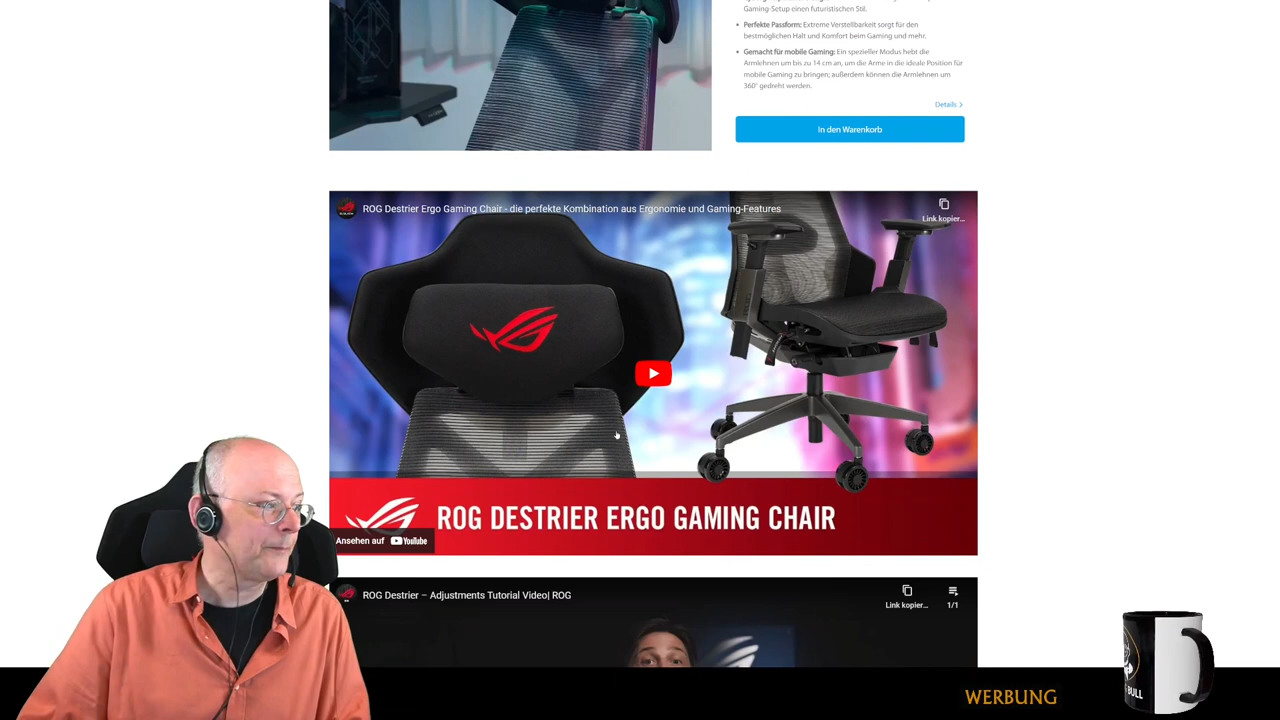 Gaming-Setup einen futuristischen Stil.
• Perfekte Passform: Extreme Verstellbarkeit sorgt für den
bestmöglichen Halt und Komfort beim Gaming und mehr.
• Gemacht für mobile Gaming: Ein spezieller Modus hebt die
Armlehnen um bis zu 14 cm an, um die Arme in die ideale Position für
mobile Gaming zu bringen; außerdem können die Armlehnen um
360° gedreht werden.
Details >
In den Warenkorb
ROG Destrier Ergo Gaming Chair - die perfekte Kombination aus Ergonomie und Gaming-Features
Link kopier...
ROG DESTRIER ERGO GAMING CHAIR
Ansehen auf YouTube
ROG Destrier – Adjustments Tutorial Video| ROG
Link kopier...
1/1
BULL
WERBUNG